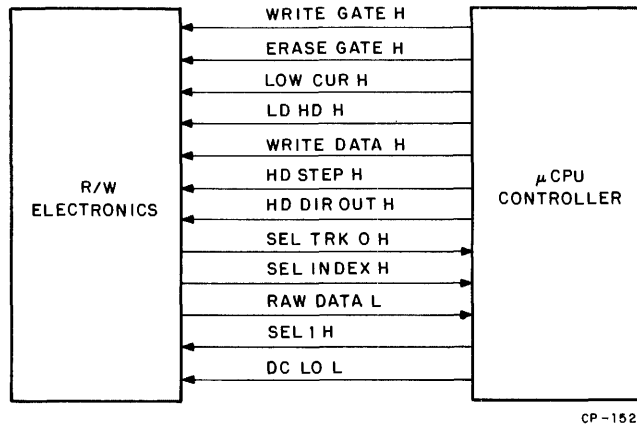 WRITE GATE H
ERASE GATE H
LOW CUR H
LD HD H
WRITE DATA H
HD STEP H
HD DIR OUT H
SEL TRK 0 H
SEL INDEX H
RAW DATA L
SEL 1 H
DC LO L
R/W
ELECTRONICS
μCPU
CONTROLLER
CP-152